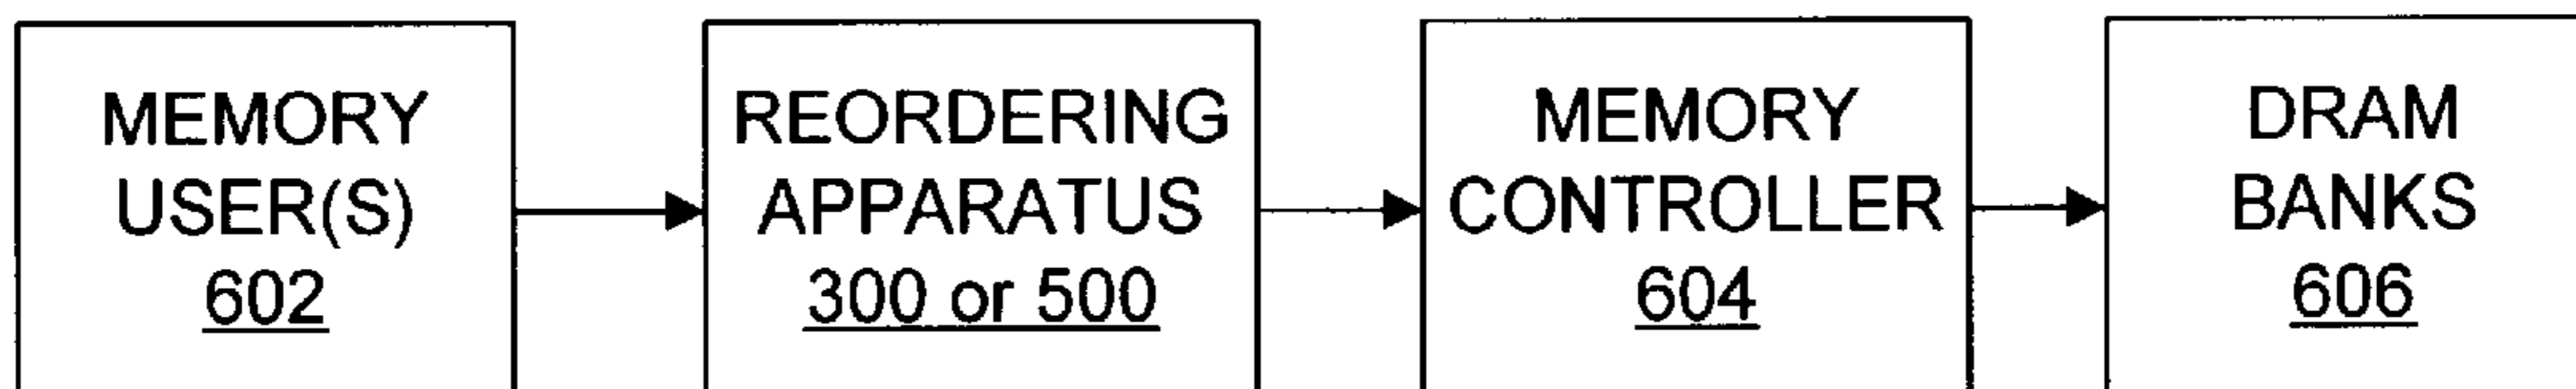 MEMORY
USER(S)
602
REORDERING
APPARATUS
300 or 500
MEMORY
CONTROLLER
604
DRAM
BANKS
606